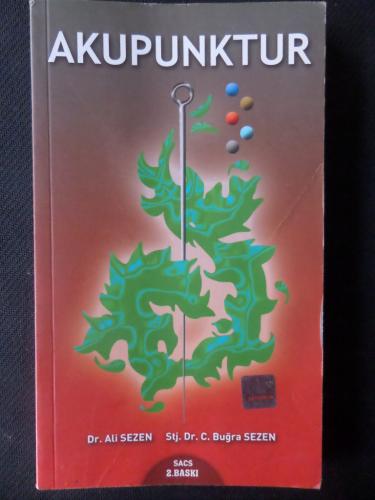 AKUPUNKTUR
Dr. Ali SEZEN Stj. Dr. C. Buğra SEZEN
SACS
2.BASKI